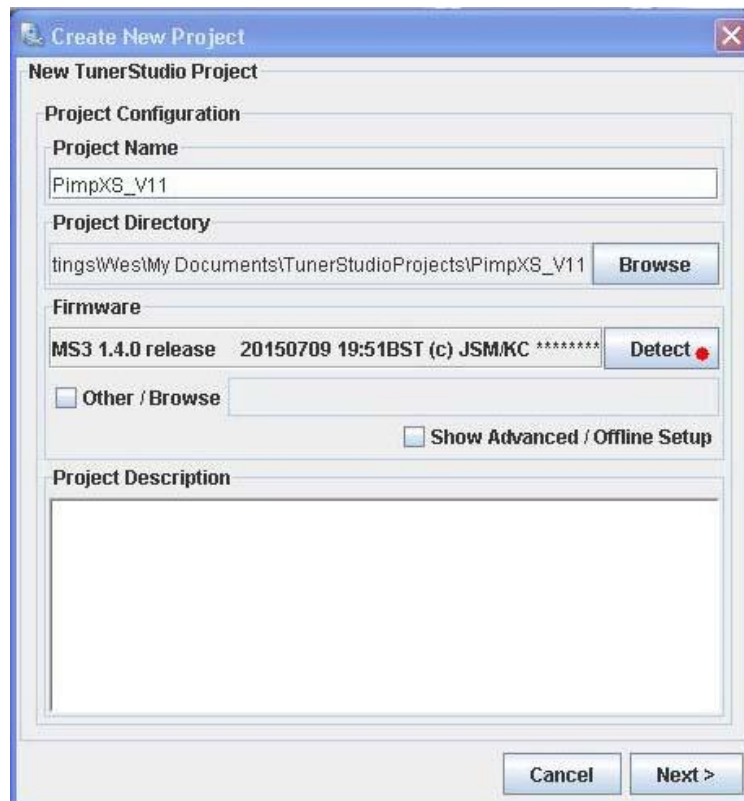 Create New Project
New TunerStudio Project
Project Configuration
Project Name
PimpXS_V11
Project Directory
tings\Wes\My Documents\TunerStudioProjects\PimpXS_V11 Browse
Firmware
MS3 1.4.0 release 20150709 19:51BST (c) JSM/KC ******** Detect
Other / Browse
Show Advanced / Offline Setup
Project Description
Cancel Next >